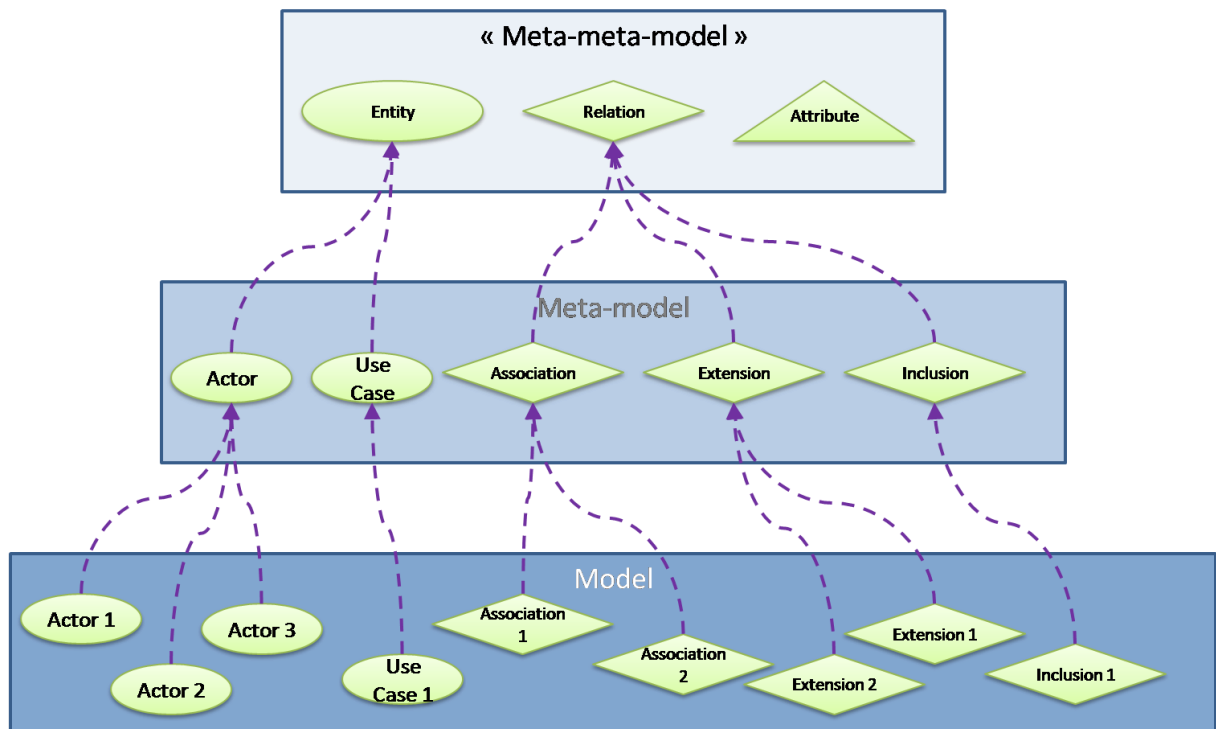 « Meta-meta-model »
Entity
Relation
Attribute
Meta-model
Actor
Use
Case
Association
Extension
Inclusion
Model
Actor 1
Actor 2
Actor 3
Use
Case 1
Association
1
Association
2
Extension 2
Extension 1
Inclusion 1